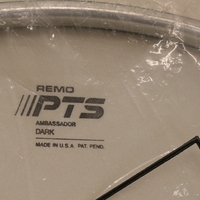 REMO
PTS
AMBASSADOR
DARK
MADE IN U.S.A. PAT. PEND.